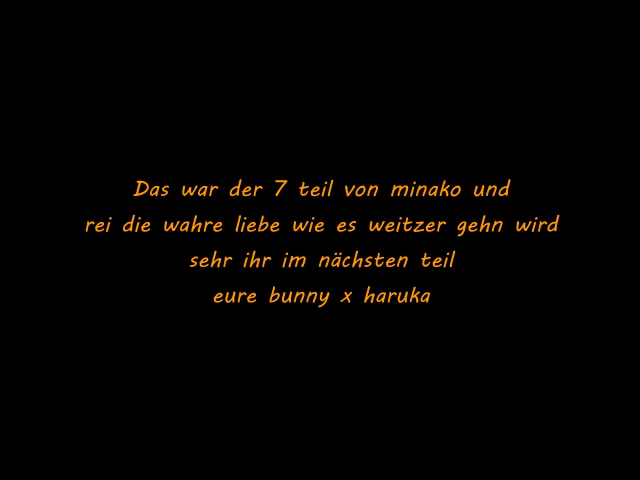 Das war der 7 teil von minako und
rei die wahre liebe wie es weitzer gehn wird
sehr ihr im nächsten teil
eure bunny x haruka